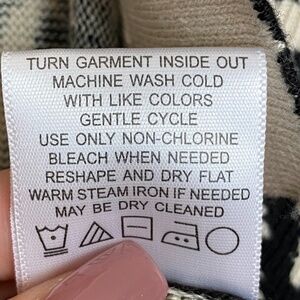 TURN GARMENT INSIDE OUT
MACHINE WASH COLD
WITH LIKE COLORS
GENTLE CYCLE
USE ONLY NON-CHLORINE
BLEACH WHEN NEEDED
RESHAPE AND DRY FLAT
WARM STEAM IRON IF NEEDED
MAY BE DRY CLEANED